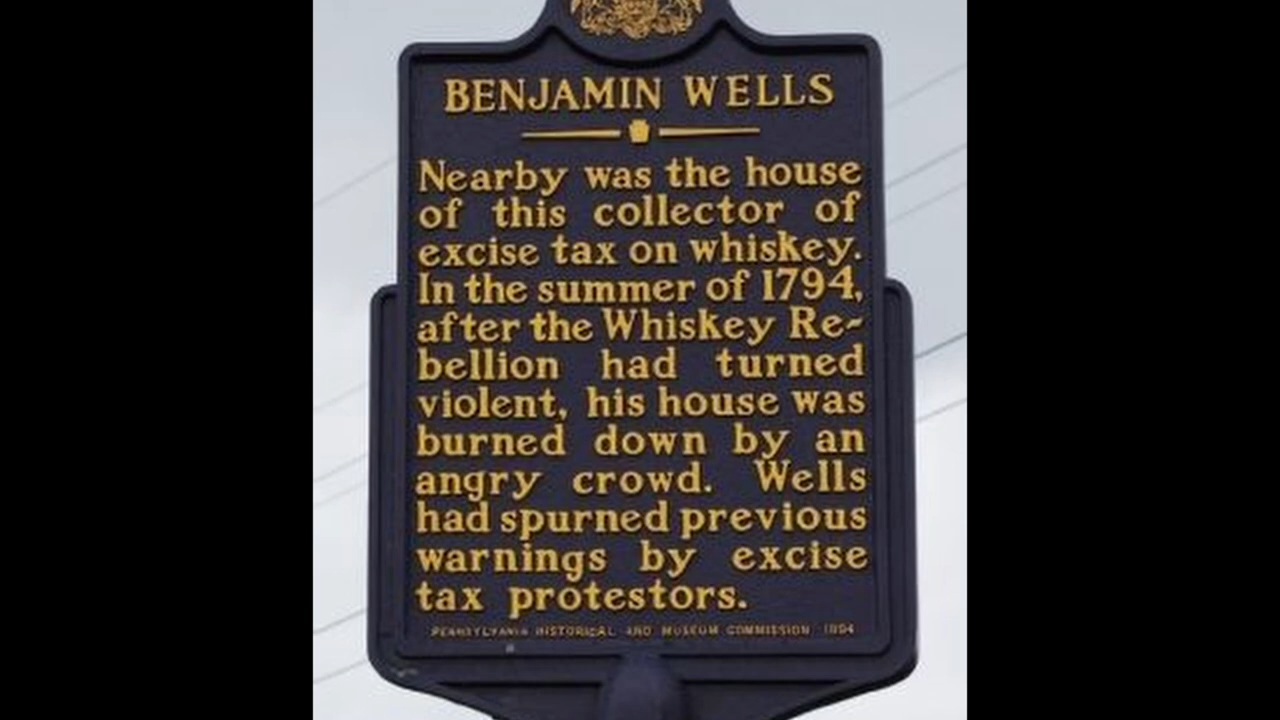 BENJAMIN WELLS
Nearby was the house
of this collector of
excise tax on whiskey.
In the summer of 1794,
after the Whiskey Re-
bellion had turned
violent, his house was
burned down by an
angry crowd. Wells
had spurned previous
warnings by excise
tax protestors.
PENNSYLVANIA HISTORICAL AND MUSEUM COMMISSION